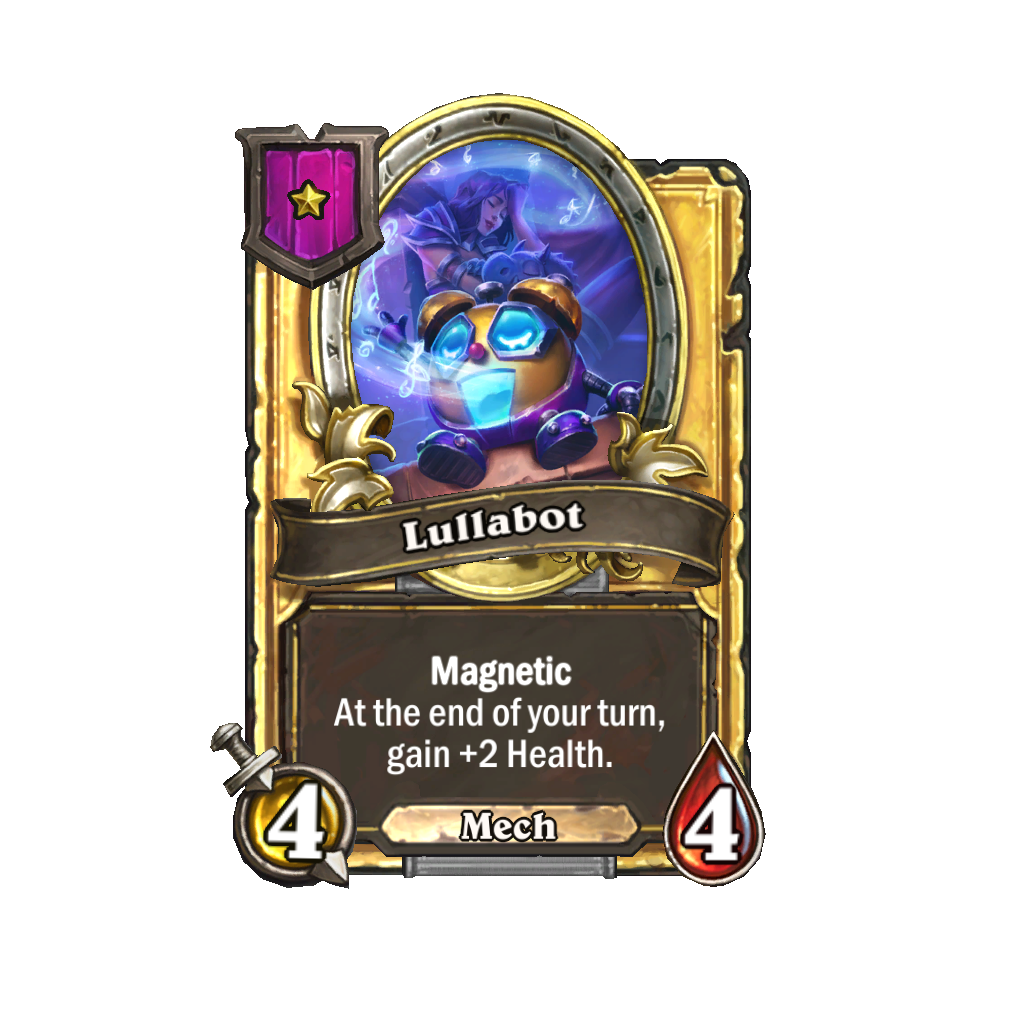 Lullabot
Magnetic
At the end of your turn,
gain +2 Health.
4
Mech
4